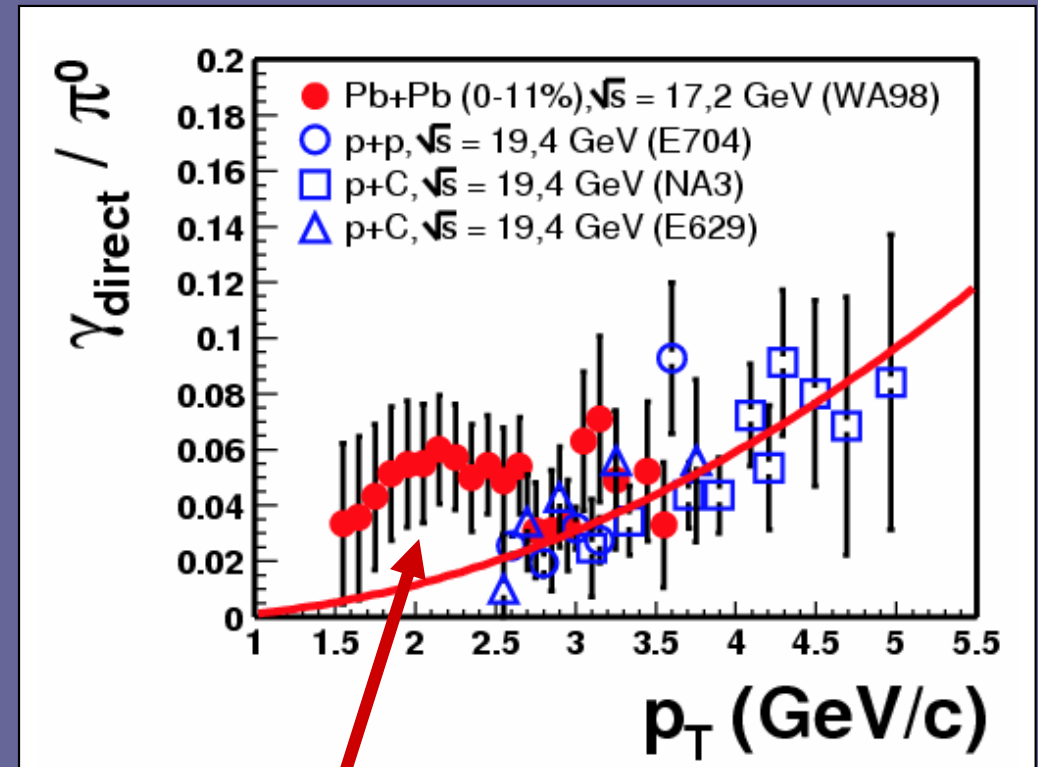 γdirect / π0
0.2
0.18
0.16
0.14
0.12
0.1
0.08
0.06
0.04
0.02
0
Pb+Pb (0-11%),√s = 17,2 GeV (WA98)
p+p,√s = 19,4 GeV (E704)
p+C,√s = 19,4 GeV (NA3)
p+C,√s = 19,4 GeV (E629)
1 1.5 2 2.5 3 3.5 4 4.5 5 5.5
pT (GeV/c)